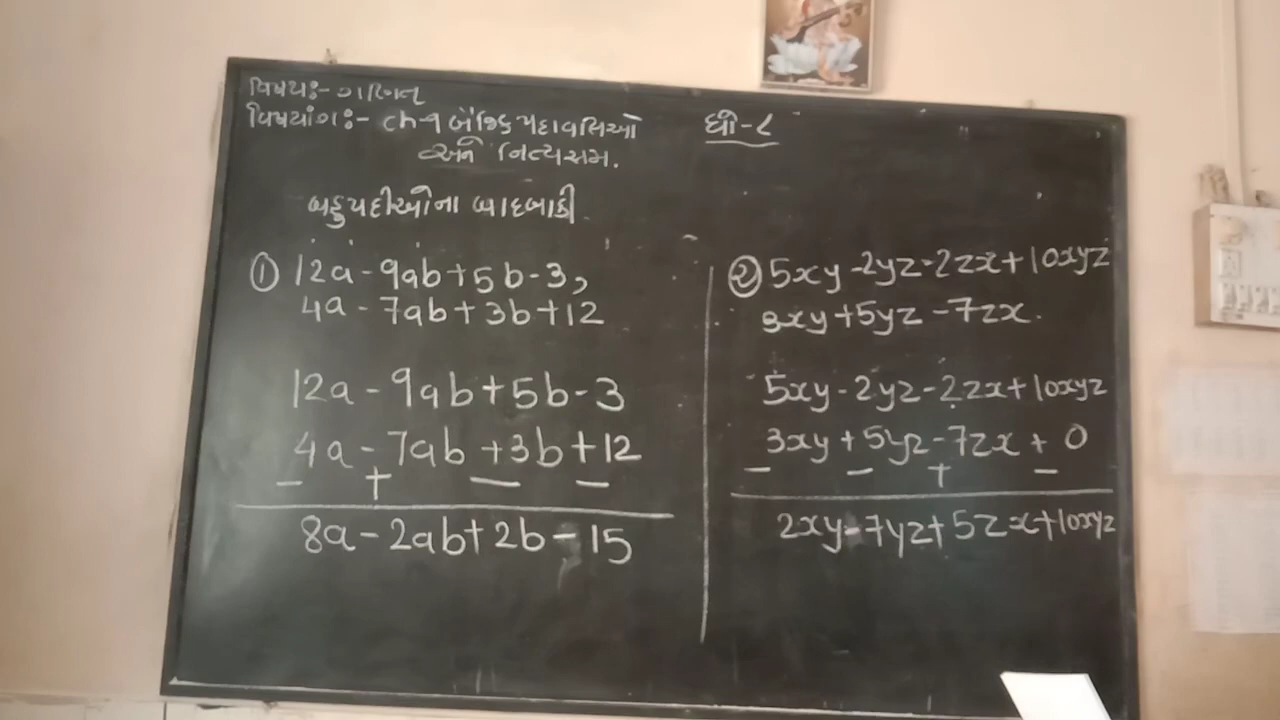 વિષય:- ગણિત
વિષયાંગ:- ch-9 બૈજિક પદાવલિઓ
અને નિત્યસમ.
ધો-૮
બહુપદીઓના બાદબાકી
① 12a - 9ab + 5b - 3,
4a - 7ab + 3b + 12
12a - 9ab + 5b - 3
4a - 7ab + 3b + 12
- + - -
8a - 2ab + 2b - 15
② 5xy - 2yz - 2zx + 10xyz
3xy + 5yz - 7zx.
5xy - 2yz - 2zx + 10xyz
3xy + 5yz - 7zx + 0
- - + -
2xy - 7yz + 5zx + 10xyz